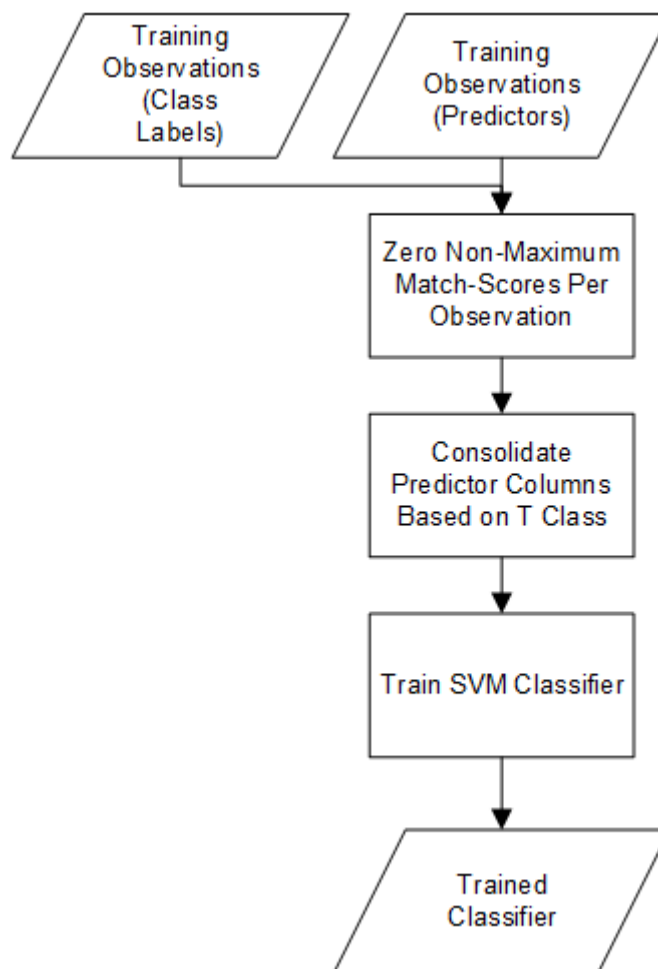 Training
Observations
(Class
Labels)
Training
Observations
(Predictors)
Zero Non-Maximum
Match-Scores Per
Observation
Consolidate
Predictor Columns
Based on T Class
Train SVM Classifier
Trained
Classifier